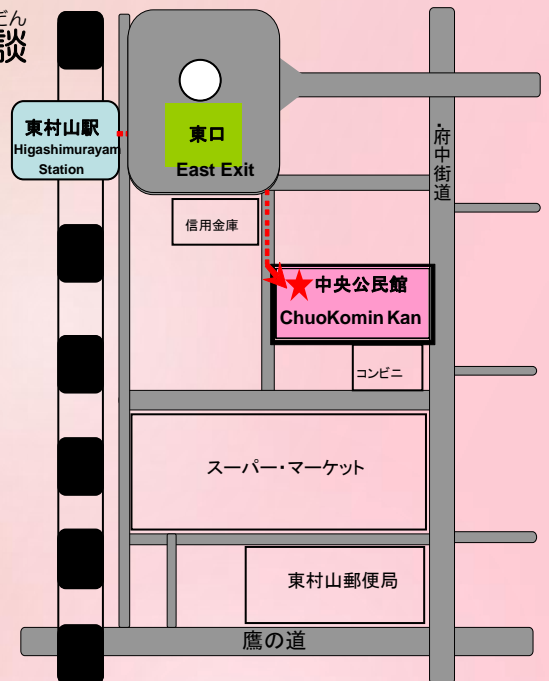 だん
談
東村山駅
Higashimurayam
Station
東口
East Exit
・府中街道
信用金庫
中央公民館
ChuoKomin Kan
コンビニ
スーパー・マーケット
東村山郵便局
鷹の道